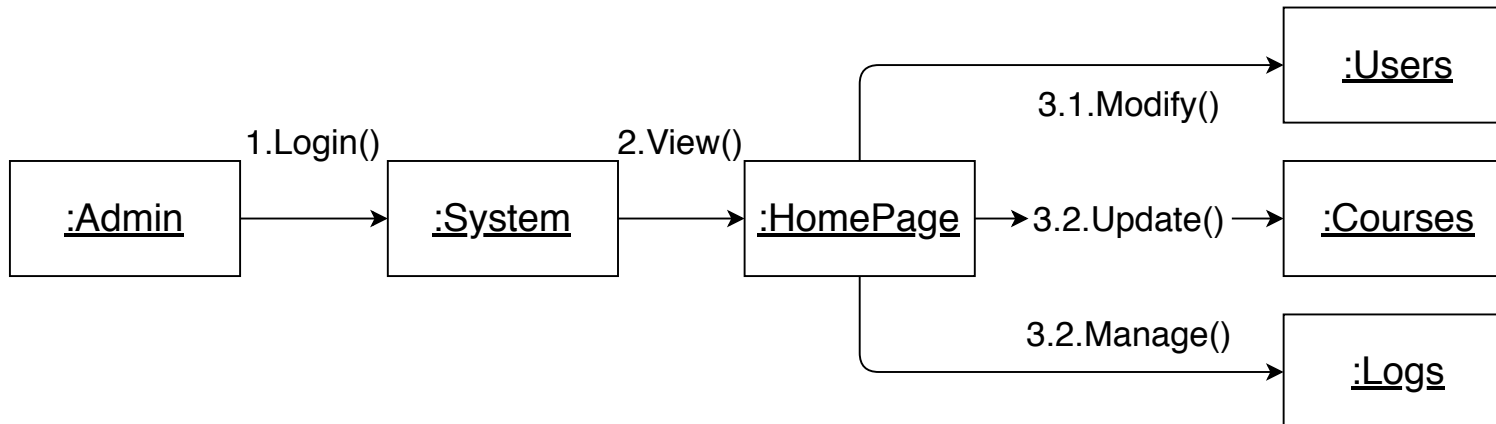 :Users
3.1.Modify()
1.Login()
2.View()
:Admin
:System
:HomePage
3.2.Update()
:Courses
3.2.Manage()
:Logs